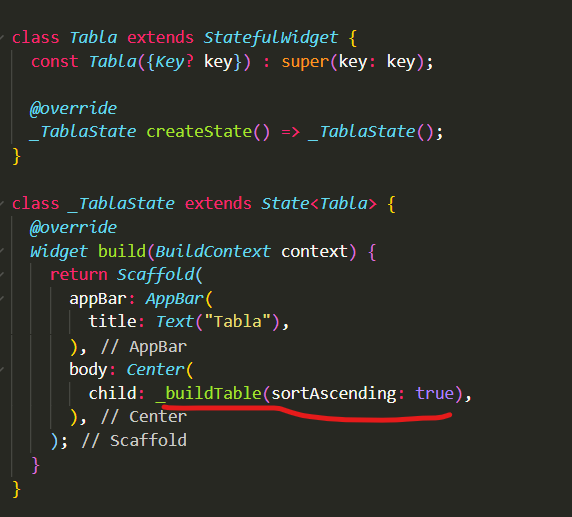 class Tabla extends StatefulWidget {
const Tabla({Key? key}) : super(key: key);
@override
_TablaState createState() => _TablaState();
}
class _TablaState extends State<Tabla> {
@override
Widget build(BuildContext context) {
return Scaffold(
appBar: AppBar(
title: Text("Tabla"),
), // AppBar
body: Center(
child: _buildTable(sortAscending: true),
), // Center
); // Scaffold
}
}